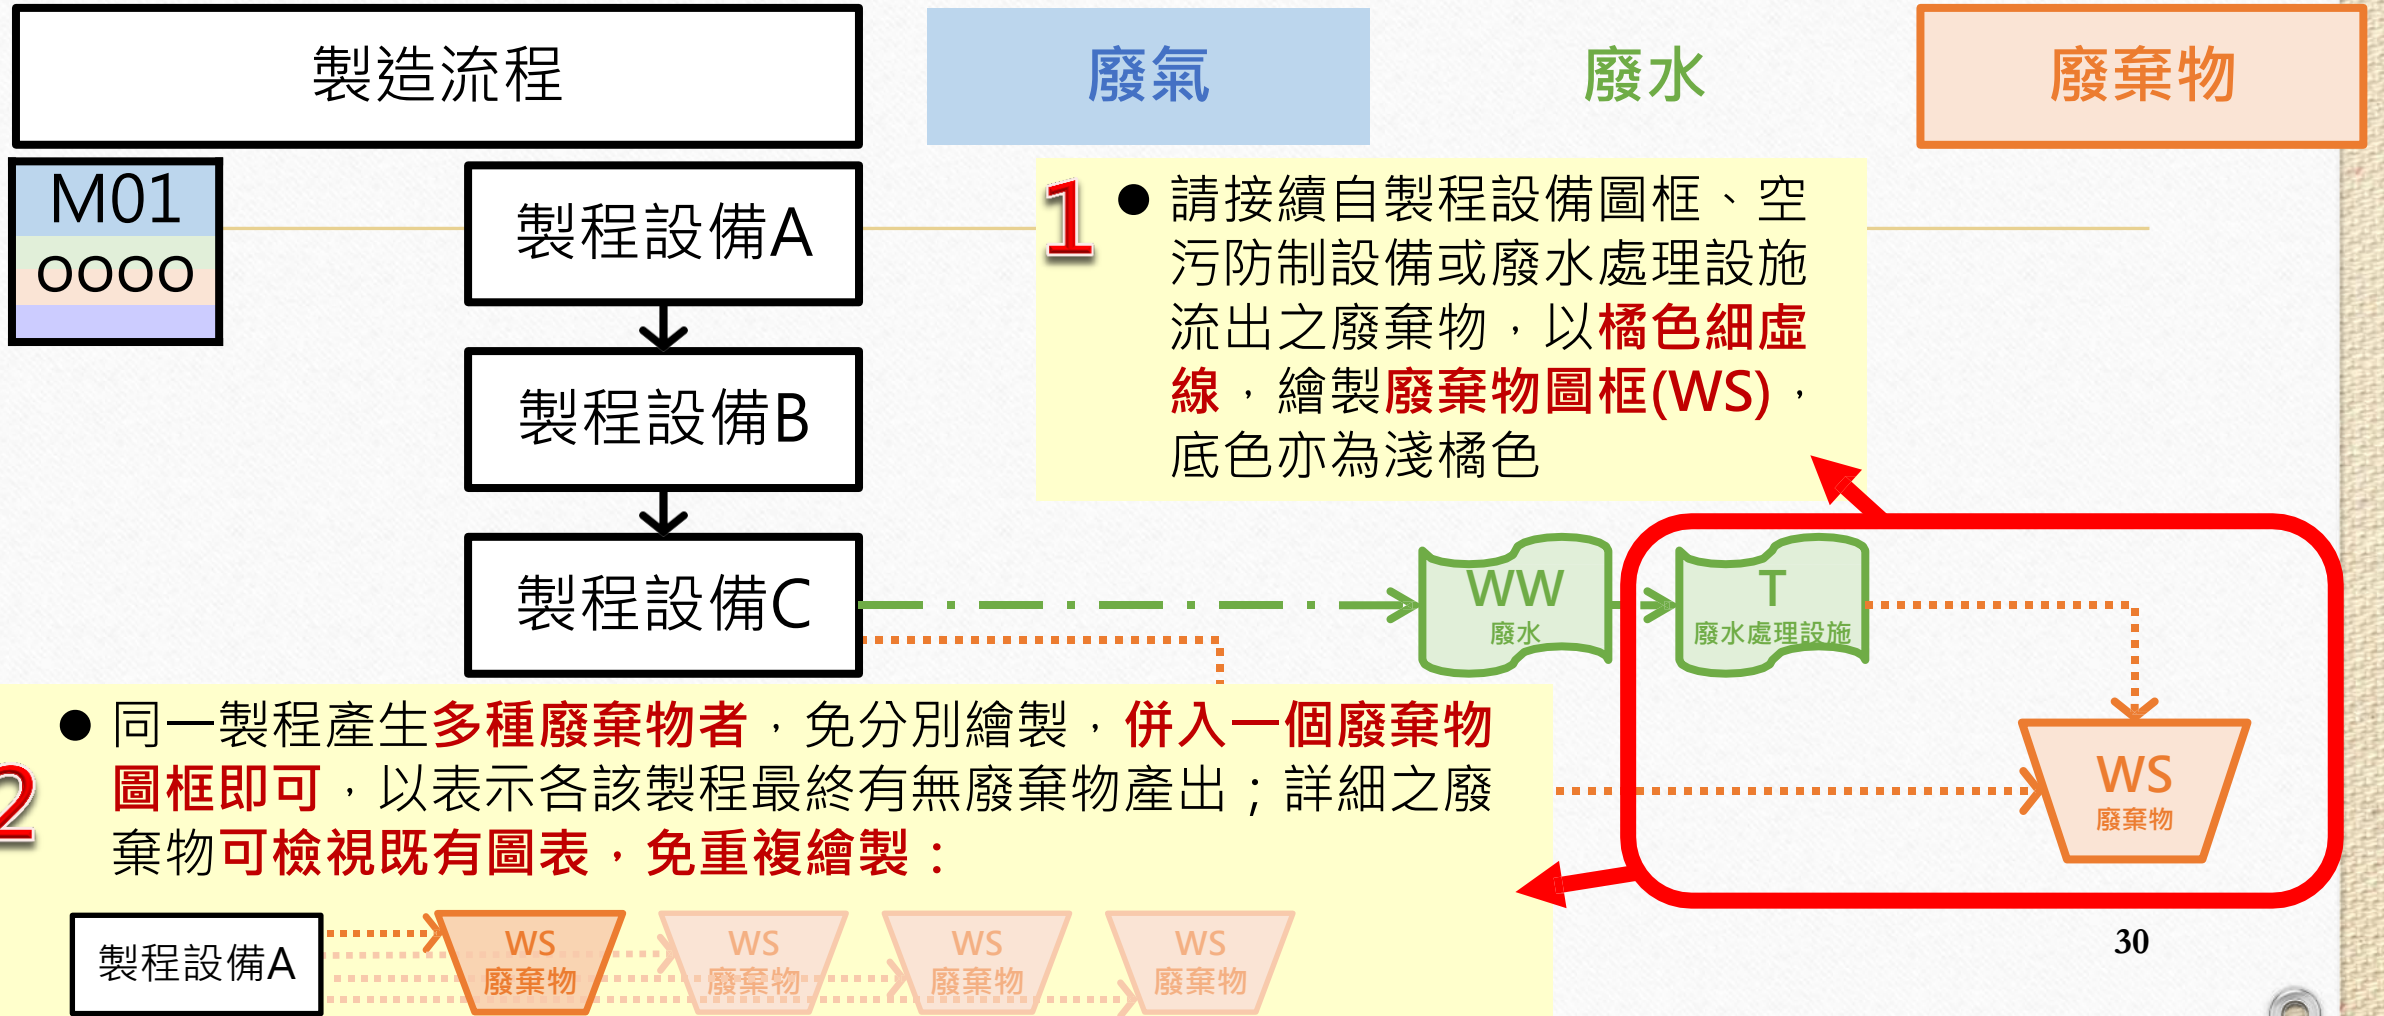 製造流程
廢氣
廢水
廢棄物
M01
oooo
製程設備A
製程設備B
製程設備C
1
● 請接續自製程設備圖框、空
污防制設備或廢水處理設施
流出之廢棄物，以橘色細虛
線，繪製廢棄物圖框(WS)，
底色亦為淺橘色
WW
廢水
T
廢水處理設施
WS
廢棄物
2
● 同一製程產生多種廢棄物者，免分別繪製，併入一個廢棄物
圖框即可，以表示各該製程最終有無廢棄物產出；詳細之廢
棄物可檢視既有圖表，免重複繪製：
製程設備A
WS
廢棄物
WS
廢棄物
WS
廢棄物
WS
廢棄物
30